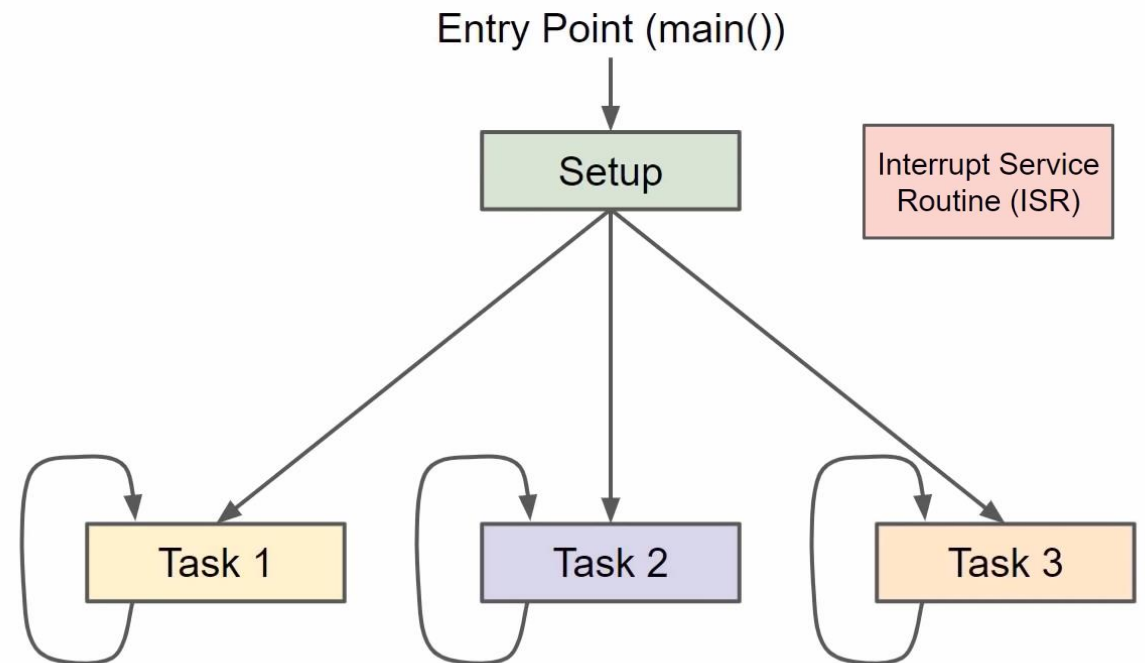 Entry Point (main())
Setup
Interrupt Service
Routine (ISR)
Task 1
Task 2
Task 3